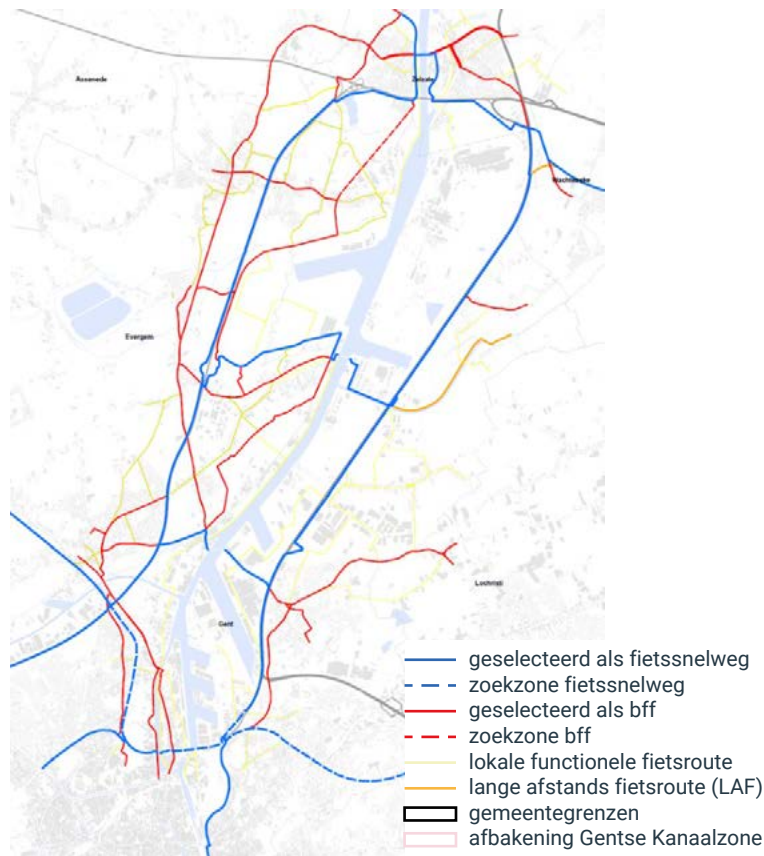 Assenede
Zelzate
Wachtebeke
Evergem
Lochristi
Gent
geselecteerd als fietssnelweg
zoekzone fietssnelweg
geselecteerd als bff
zoekzone bff
lokale functionele fietsroute
lange afstands fietsroute (LAF)
gemeentegrenzen
afbakening Gentse Kanaalzone